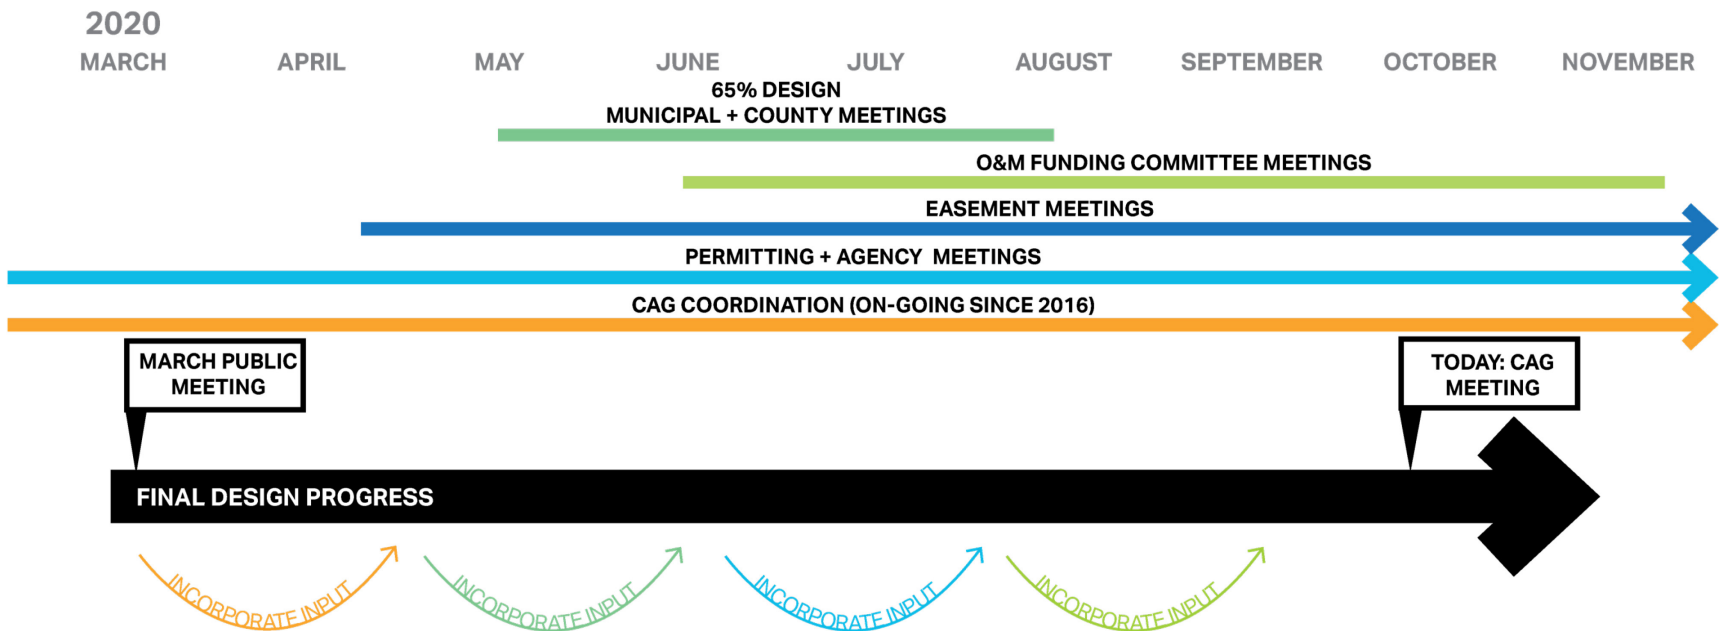 2020
MARCH APRIL MAY JUNE JULY AUGUST SEPTEMBER OCTOBER NOVEMBER
65% DESIGN
MUNICIPAL + COUNTY MEETINGS
O&M FUNDING COMMITTEE MEETINGS
EASEMENT MEETINGS
PERMITTING + AGENCY MEETINGS
CAG COORDINATION (ON-GOING SINCE 2016)
MARCH PUBLIC
MEETING
TODAY: CAG
MEETING
FINAL DESIGN PROGRESS
INCORPORATE INPUT
INCORPORATE INPUT
INCORPORATE INPUT
INCORPORATE INPUT